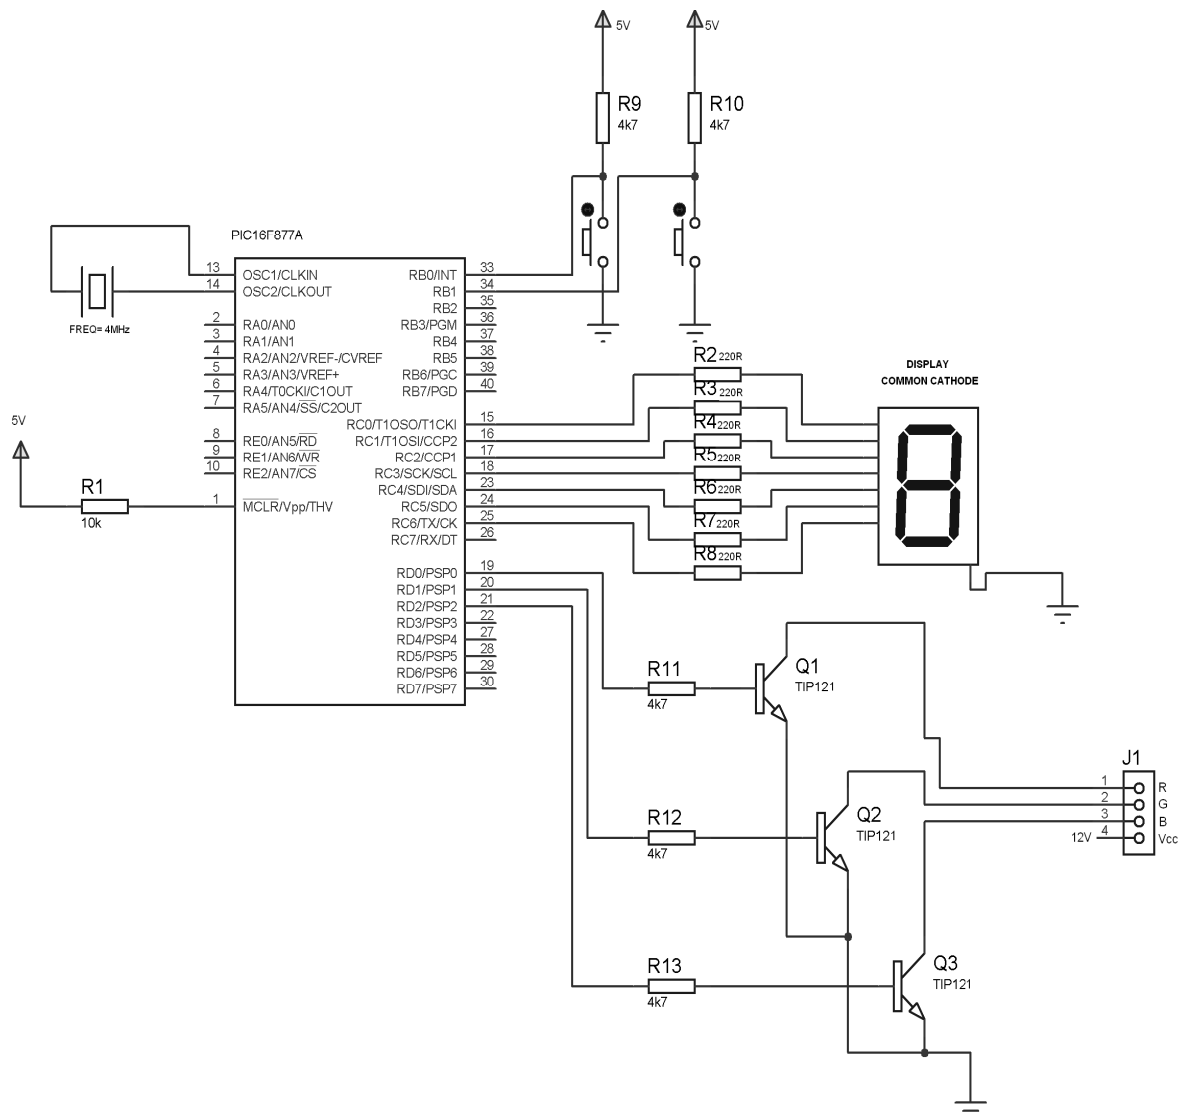 5V
5V
R9
4k7
R10
4k7
PIC16F877A
13
OSC1/CLKIN
14
OSC2/CLKOUT
FREQ= 4MHz
2
RA0/AN0
3
RA1/AN1
4
RA2/AN2/VREF-/CVREF
5
RA3/AN3/VREF+
6
RA4/T0CKI/C1OUT
7
RA5/AN4/SS/C2OUT
8
RE0/AN5/RD
9
RE1/AN6/WR
10
RE2/AN7/CS
1
MCLR/Vpp/THV
5V
R1
10k
RB0/INT
33
RB1
34
RB2
35
RB3/PGM
36
RB4
37
RB5
38
RB6/PGC
39
RB7/PGD
40
RC0/T1OSO/T1CKI
15
RC1/T1OSI/CCP2
16
RC2/CCP1
17
RC3/SCK/SCL
18
RC4/SDI/SDA
23
RC5/SDO
24
RC6/TX/CK
25
RC7/RX/DT
26
RD0/PSP0
19
RD1/PSP1
20
RD2/PSP2
21
RD3/PSP3
22
RD4/PSP4
27
RD5/PSP5
28
RD6/PSP6
29
RD7/PSP7
30
R2 220R
R3 220R
R4 220R
R5 220R
R6 220R
R7 220R
R8 220R
DISPLAY
COMMON CATHODE
R11
4k7
Q1
TIP121
R12
4k7
Q2
TIP121
R13
4k7
Q3
TIP121
J1
1
R
2
G
3
B
12V
4
Vcc